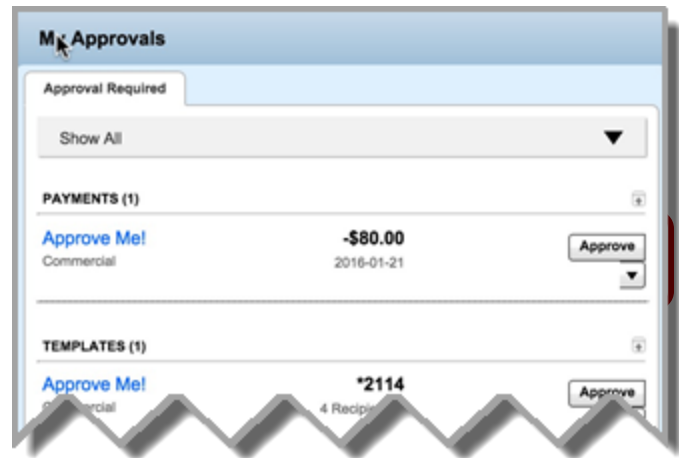 My Approvals
Approval Required
Show All
PAYMENTS (1)
Approve Me! -$80.00 Approve
Commercial 2016-01-21
TEMPLATES (1)
Approve Me! *2114 Approve
4